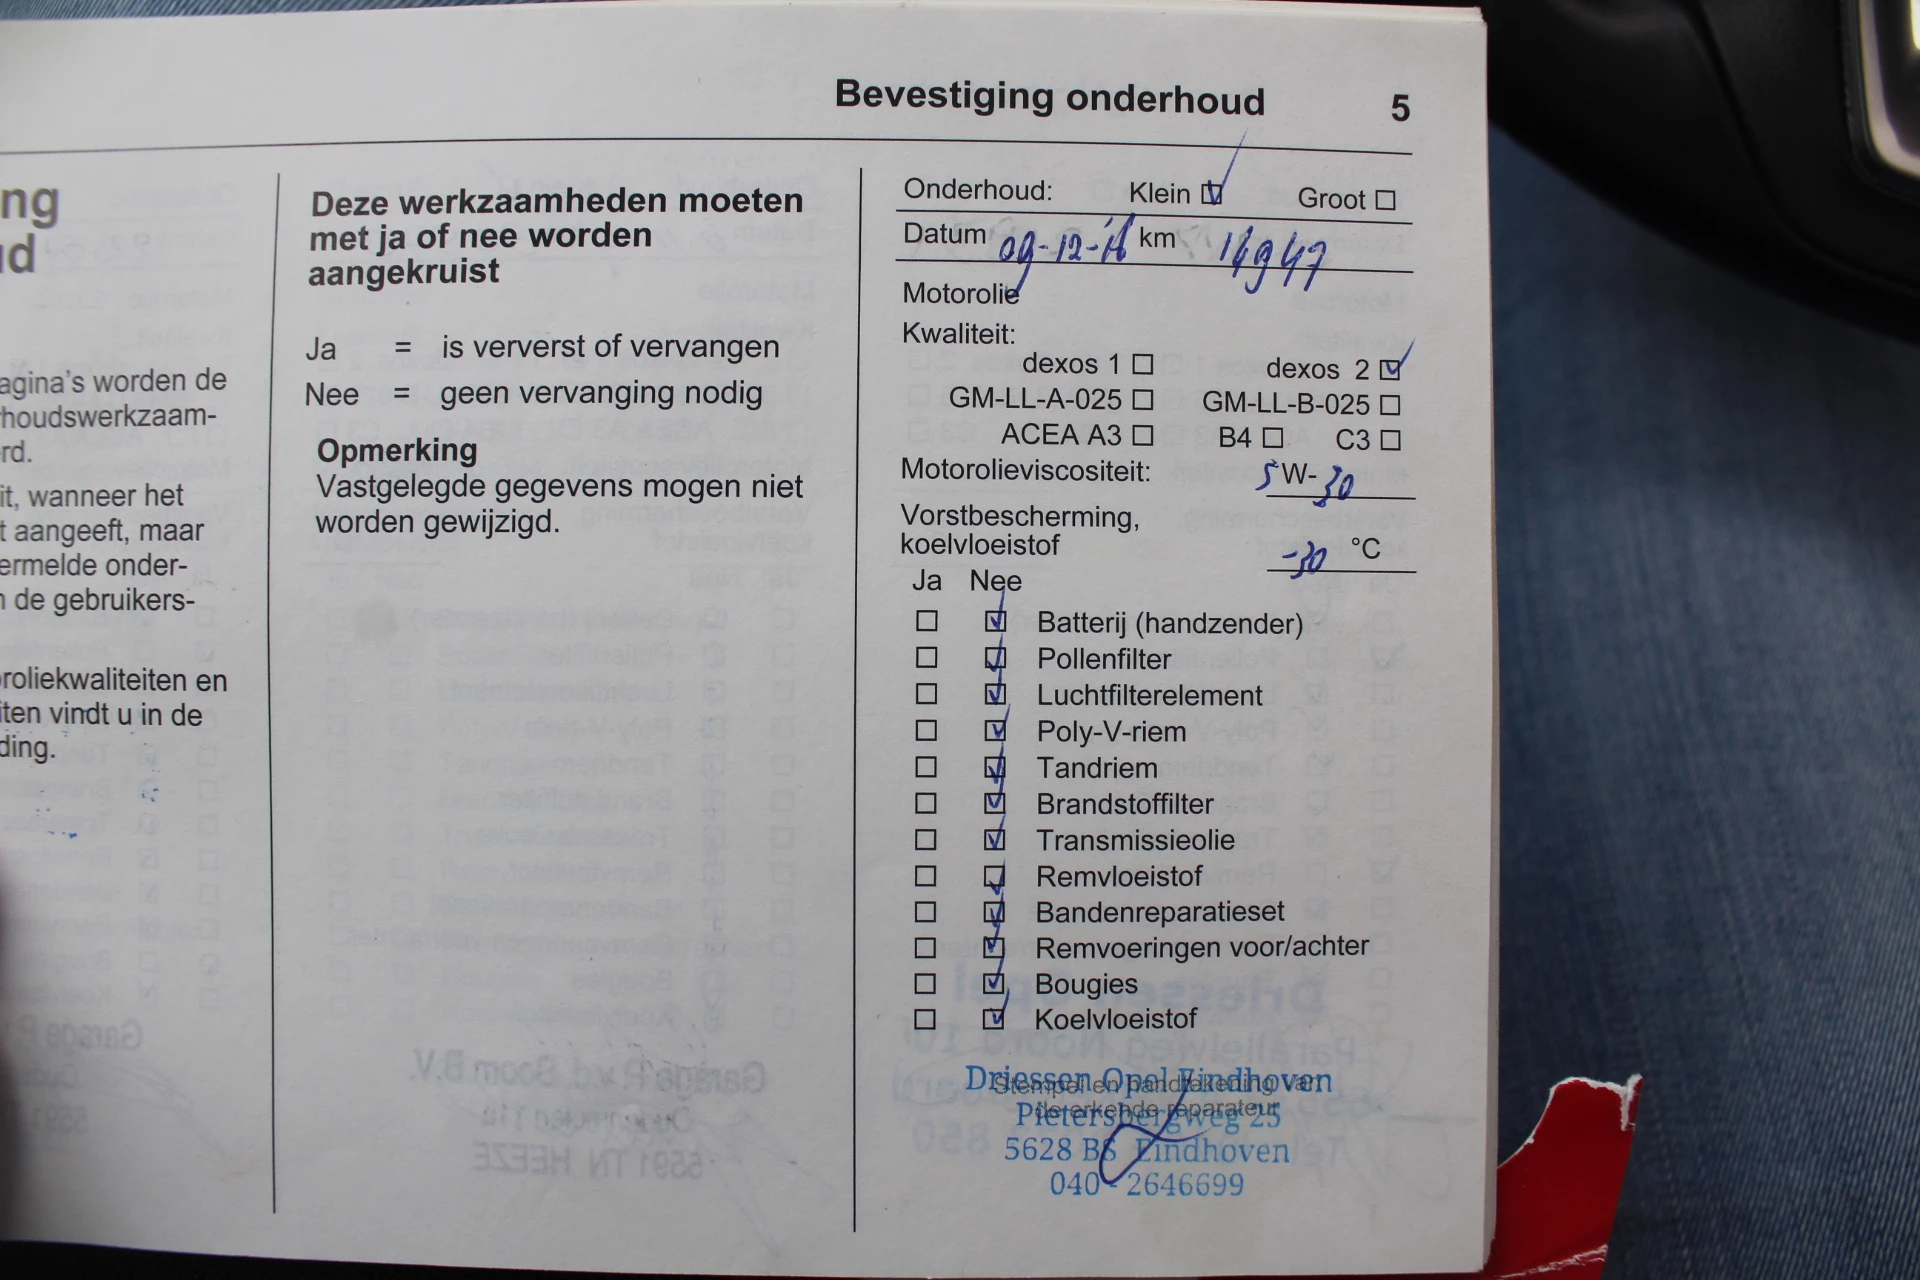 Bevestiging onderhoud 5
ng
d
agina's worden de
rhoudswerkzaam-
rd.
it, wanneer het
t aangeeft, maar
ermelde onder-
n de gebruikers-
roliekwaliteiten en
iten vindt u in de
ding.
Deze werkzaamheden moeten
met ja of nee worden
aangekruist
Ja = is ververst of vervangen
Nee = geen vervanging nodig
Opmerking
Vastgelegde gegevens mogen niet
worden gewijzigd.
Onderhoud: Klein Groot
Datum 09-12-16 km 14947
Motorolie
Kwaliteit:
dexos 1 dexos 2
GM-LL-A-025 GM-LL-B-025
ACEA A3 B4 C3
Motorolieviscositeit: 5 W-30
Vorstbescherming,
koelvloeistof -30 °C
Ja Nee
Batterij (handzender)
Pollenfilter
Luchtfilterelement
Poly-V-riem
Tandriem
Brandstoffilter
Transmissieolie
Remvloeistof
Bandenreparatieset
Remvoeringen voor/achter
Bougies
Koelvloeistof
Stempel en handtekening van
de erkende reparateur
Driessen Opel Eindhoven
Pietersbergweg 25
5628 BS Eindhoven
040 - 2646699